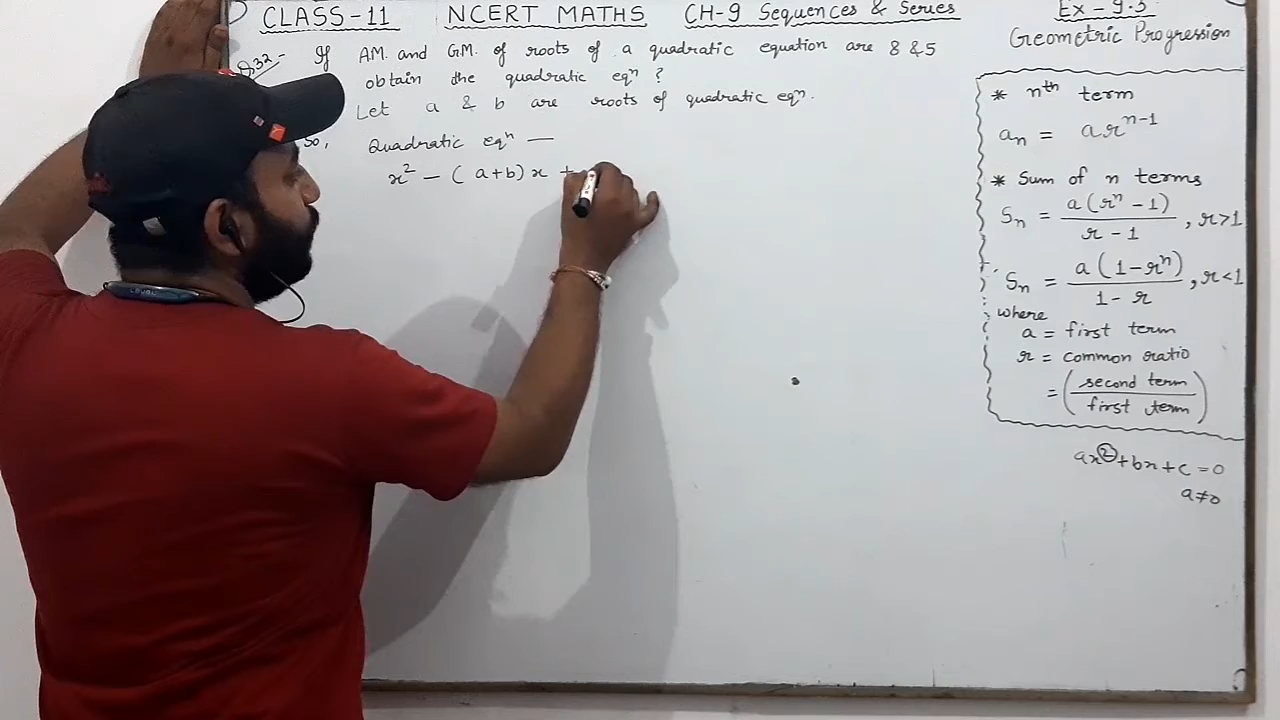 CLASS-11 NCERT MATHS CH-9 Sequences & Series
Q32- If A.M. and G.M. of roots of a quadratic equation are 8 & 5
obtain the quadratic eqn ?
Let a & b are roots of quadratic eqn.
So, Quadratic eqn —
x² - ( a+b) x +
Ex - 9.3
Geometric Progression
* nth term
aₙ = arⁿ⁻¹
* Sum of n terms
Sₙ = a(rⁿ - 1) / r - 1 , r>1
Sₙ = a(1-rⁿ) / 1- r , r<1
where
a = first term
r = common ratio
= (second term / first term)
ax²+bx+c=0
a≠0